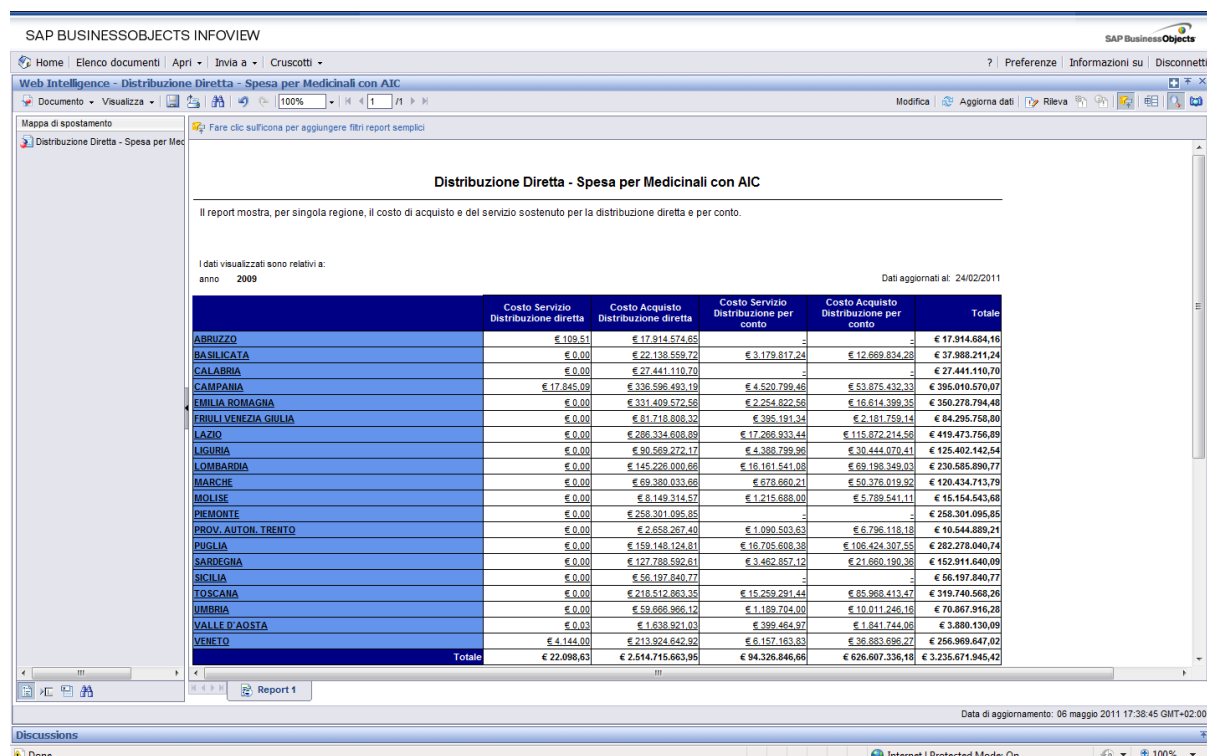 SAP BUSINESSOBJECTS INFOVIEW
SAP BusinessObjects
Home Elenco documenti Apri Invia a Cruscotti ? Preferenze Informazioni su Disconnetti
Web Intelligence - Distribuzione Diretta - Spesa per Medicinali con AIC
Documento Visualizza 100% 1 /1 Modifica Aggiorna dati Rileva
Mappa di spostamento
Fare clic sull'icona per aggiungere filtri report semplici
Distribuzione Diretta - Spesa per Med
Distribuzione Diretta - Spesa per Medicinali con AIC
Il report mostra, per singola regione, il costo di acquisto e del servizio sostenuto per la distribuzione diretta e per conto.
I dati visualizzati sono relativi a:
anno 2009 Dati aggiornati al: 24/02/2011
Costo Servizio Distribuzione diretta Costo Acquisto Distribuzione diretta Costo Servizio Distribuzione per conto Costo Acquisto Distribuzione per conto Totale
ABRUZZO € 109,51 € 17.914.574,65 - - € 17.914.684,16
BASILICATA € 0,00 € 22.138.559,72 € 3.179.817,24 € 12.669.834,28 € 37.988.211,24
CALABRIA € 0,00 € 27.441.110,70 - - € 27.441.110,70
CAMPANIA € 17.845,09 € 336.596.493,19 € 4.520.799,46 € 53.875.432,33 € 395.010.570,07
EMILIA ROMAGNA € 0,00 € 331.409.572,56 € 2.254.822,56 € 16.614.399,35 € 350.278.794,48
FRIULI VENEZIA GIULIA € 0,00 € 81.718.808,32 € 395.191,34 € 2.181.759,14 € 84.295.758,80
LAZIO € 0,00 € 286.334.608,89 € 17.266.933,44 € 115.872.214,56 € 419.473.756,89
LIGURIA € 0,00 € 90.569.272,17 € 4.388.799,96 € 30.444.070,41 € 125.402.142,54
LOMBARDIA € 0,00 € 145.226.000,66 € 16.161.541,08 € 69.198.349,03 € 230.585.890,77
MARCHE € 0,00 € 69.380.033,66 € 678.660,21 € 50.376.019,92 € 120.434.713,79
MOLISE € 0,00 € 8.149.314,57 € 1.215.688,00 € 5.789.541,11 € 15.154.543,68
PIEMONTE € 0,00 € 258.301.095,85 - - € 258.301.095,85
PROV. AUTON. TRENTO € 0,00 € 2.658.267,40 € 1.090.503,63 € 6.796.118,18 € 10.544.889,21
PUGLIA € 0,00 € 159.148.124,81 € 16.705.608,38 € 106.424.307,55 € 282.278.040,74
SARDEGNA € 0,00 € 127.788.592,61 € 3.462.857,12 € 21.660.190,36 € 152.911.640,09
SICILIA € 0,00 € 56.197.840,77 - - € 56.197.840,77
TOSCANA € 0,00 € 218.512.863,35 € 15.259.291,44 € 85.968.413,47 € 319.740.568,26
UMBRIA € 0,00 € 59.666.966,12 € 1.189.704,00 € 10.011.246,16 € 70.867.916,28
VALLE D'AOSTA € 0,03 € 1.638.921,03 € 399.464,97 € 1.841.744,06 € 3.880.130,09
VENETO € 4.144,00 € 213.924.642,92 € 6.157.163,83 € 36.883.696,27 € 256.969.647,02
Totale € 22.098,63 € 2.514.715.663,95 € 94.326.846,66 € 626.607.336,18 € 3.235.671.945,42
Report 1
Data di aggiornamento: 06 maggio 2011 17:38:45 GMT+02:00
Discussions
Done Internet | Protected Mode: On 100%